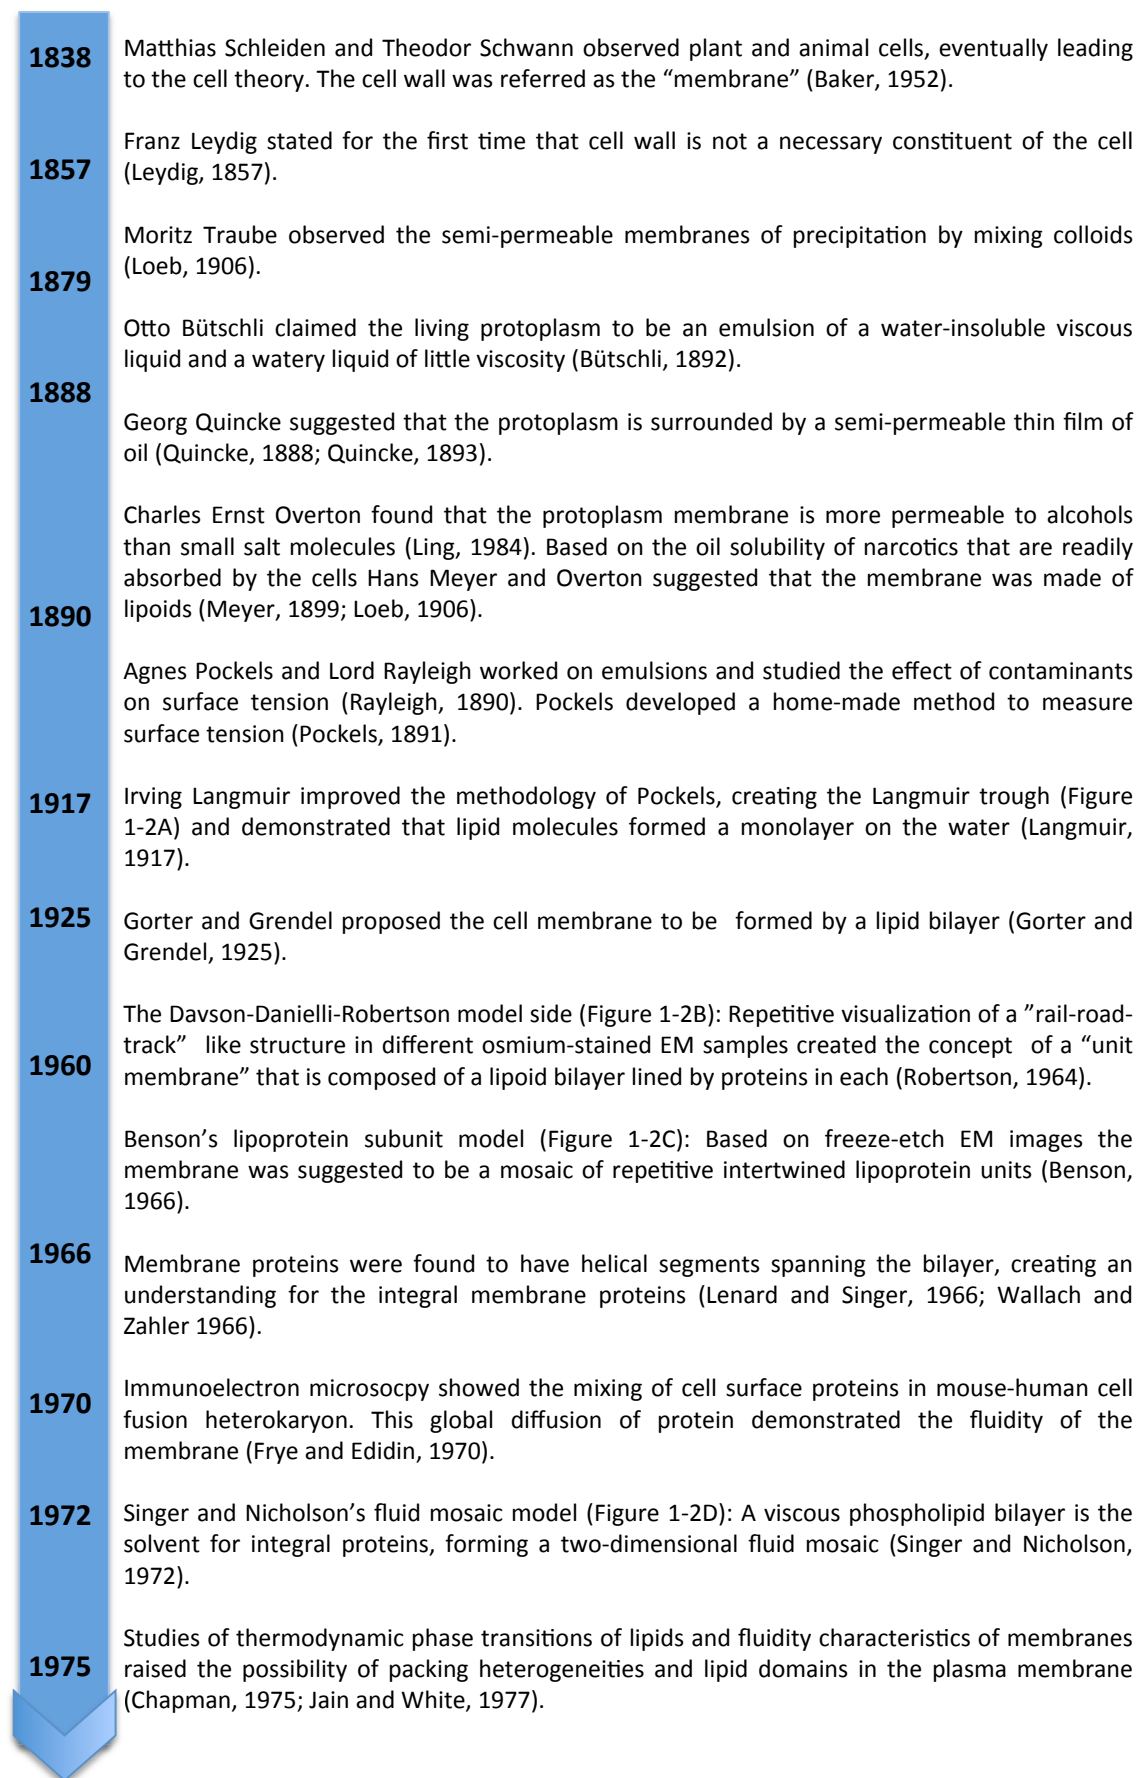 1838
Matthias Schleiden and Theodor Schwann observed plant and animal cells, eventually leading
to the cell theory. The cell wall was referred as the “membrane” (Baker, 1952).
1857
Franz Leydig stated for the first time that cell wall is not a necessary constituent of the cell
(Leydig, 1857).
1879
Moritz Traube observed the semi-permeable membranes of precipitation by mixing colloids
(Loeb, 1906).
Otto Bütschli claimed the living protoplasm to be an emulsion of a water-insoluble viscous
liquid and a watery liquid of little viscosity (Bütschli, 1892).
1888
Georg Quincke suggested that the protoplasm is surrounded by a semi-permeable thin film of
oil (Quincke, 1888; Quincke, 1893).
Charles Ernst Overton found that the protoplasm membrane is more permeable to alcohols
than small salt molecules (Ling, 1984). Based on the oil solubility of narcotics that are readily
absorbed by the cells Hans Meyer and Overton suggested that the membrane was made of
lipoids (Meyer, 1899; Loeb, 1906).
1890
Agnes Pockels and Lord Rayleigh worked on emulsions and studied the effect of contaminants
on surface tension (Rayleigh, 1890). Pockels developed a home-made method to measure
surface tension (Pockels, 1891).
1917
Irving Langmuir improved the methodology of Pockels, creating the Langmuir trough (Figure
1-2A) and demonstrated that lipid molecules formed a monolayer on the water (Langmuir,
1917).
1925
Gorter and Grendel proposed the cell membrane to be formed by a lipid bilayer (Gorter and
Grendel, 1925).
1960
The Davson-Danielli-Robertson model side (Figure 1-2B): Repetitive visualization of a ”rail-road-
track” like structure in different osmium-stained EM samples created the concept of a “unit
membrane” that is composed of a lipoid bilayer lined by proteins in each (Robertson, 1964).
Benson’s lipoprotein subunit model (Figure 1-2C): Based on freeze-etch EM images the
membrane was suggested to be a mosaic of repetitive intertwined lipoprotein units (Benson,
1966).
1966
Membrane proteins were found to have helical segments spanning the bilayer, creating an
understanding for the integral membrane proteins (Lenard and Singer, 1966; Wallach and
Zahler 1966).
1970
Immunoelectron microsocpy showed the mixing of cell surface proteins in mouse-human cell
fusion heterokaryon. This global diffusion of protein demonstrated the fluidity of the
membrane (Frye and Edidin, 1970).
1972
Singer and Nicholson’s fluid mosaic model (Figure 1-2D): A viscous phospholipid bilayer is the
solvent for integral proteins, forming a two-dimensional fluid mosaic (Singer and Nicholson,
1972).
1975
Studies of thermodynamic phase transitions of lipids and fluidity characteristics of membranes
raised the possibility of packing heterogeneities and lipid domains in the plasma membrane
(Chapman, 1975; Jain and White, 1977).